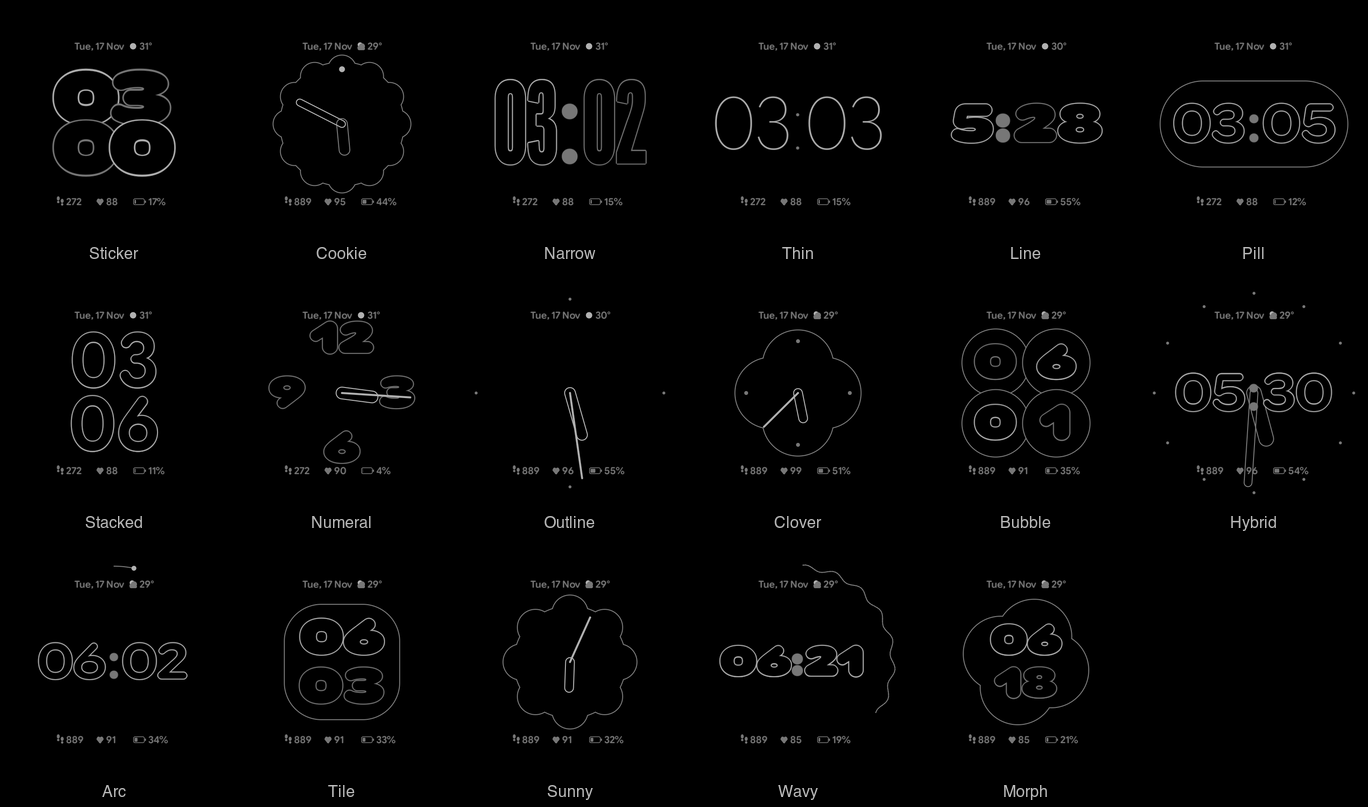 Tue, 17 Nov 31°
03
00
272 88 17%
Sticker
Tue, 17 Nov 29°
889 95 44%
Cookie
Tue, 17 Nov 31°
03:02
272 88 15%
Narrow
Tue, 17 Nov 31°
03:03
272 88 15%
Thin
Tue, 17 Nov 30°
5:28
889 96 55%
Line
Tue, 17 Nov 31°
03:05
272 88 12%
Pill
Tue, 17 Nov 31°
03
06
272 88 11%
Stacked
Tue, 17 Nov 31°
12
9 3
6
272 90 4%
Numeral
Tue, 17 Nov 30°
889 96 55%
Outline
Tue, 17 Nov 29°
889 99 51%
Clover
Tue, 17 Nov 29°
06
01
889 91 35%
Bubble
Tue, 17 Nov 29°
05:30
889 96 54%
Hybrid
Tue, 17 Nov 29°
06:02
889 91 34%
Arc
Tue, 17 Nov 29°
06
03
889 91 33%
Tile
Tue, 17 Nov 29°
889 91 32%
Sunny
Tue, 17 Nov 29°
06:21
889 85 19%
Wavy
Tue, 17 Nov 29°
06
18
889 85 21%
Morph